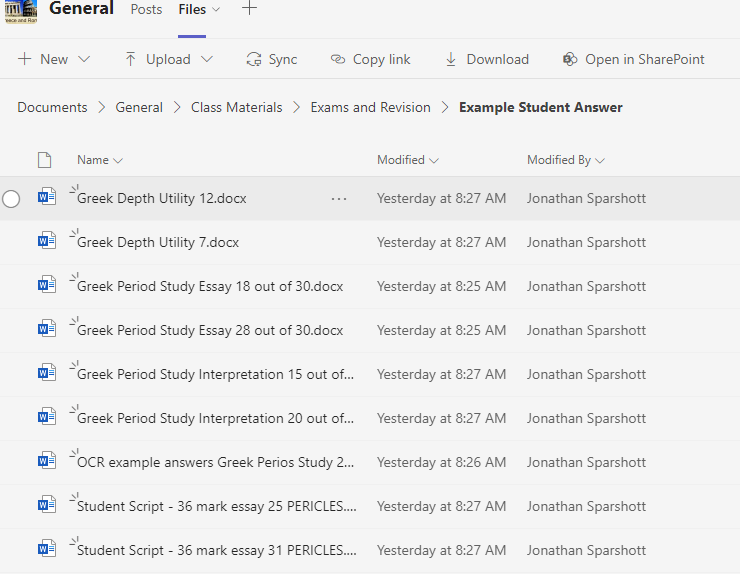 General Posts Files
New Upload Sync Copy link Download Open in SharePoint
Documents > General > Class Materials > Exams and Revision > Example Student Answer
Name Modified Modified By
Greek Depth Utility 12.docx ... Yesterday at 8:27 AM Jonathan Sparshott
Greek Depth Utility 7.docx Yesterday at 8:27 AM Jonathan Sparshott
Greek Period Study Essay 18 out of 30.docx Yesterday at 8:25 AM Jonathan Sparshott
Greek Period Study Essay 28 out of 30.docx Yesterday at 8:25 AM Jonathan Sparshott
Greek Period Study Interpretation 15 out of... Yesterday at 8:27 AM Jonathan Sparshott
Greek Period Study Interpretation 20 out of... Yesterday at 8:27 AM Jonathan Sparshott
OCR example answers Greek Perios Study 2... Yesterday at 8:26 AM Jonathan Sparshott
Student Script - 36 mark essay 25 PERICLES.... Yesterday at 8:27 AM Jonathan Sparshott
Student Script - 36 mark essay 31 PERICLES.... Yesterday at 8:27 AM Jonathan Sparshott